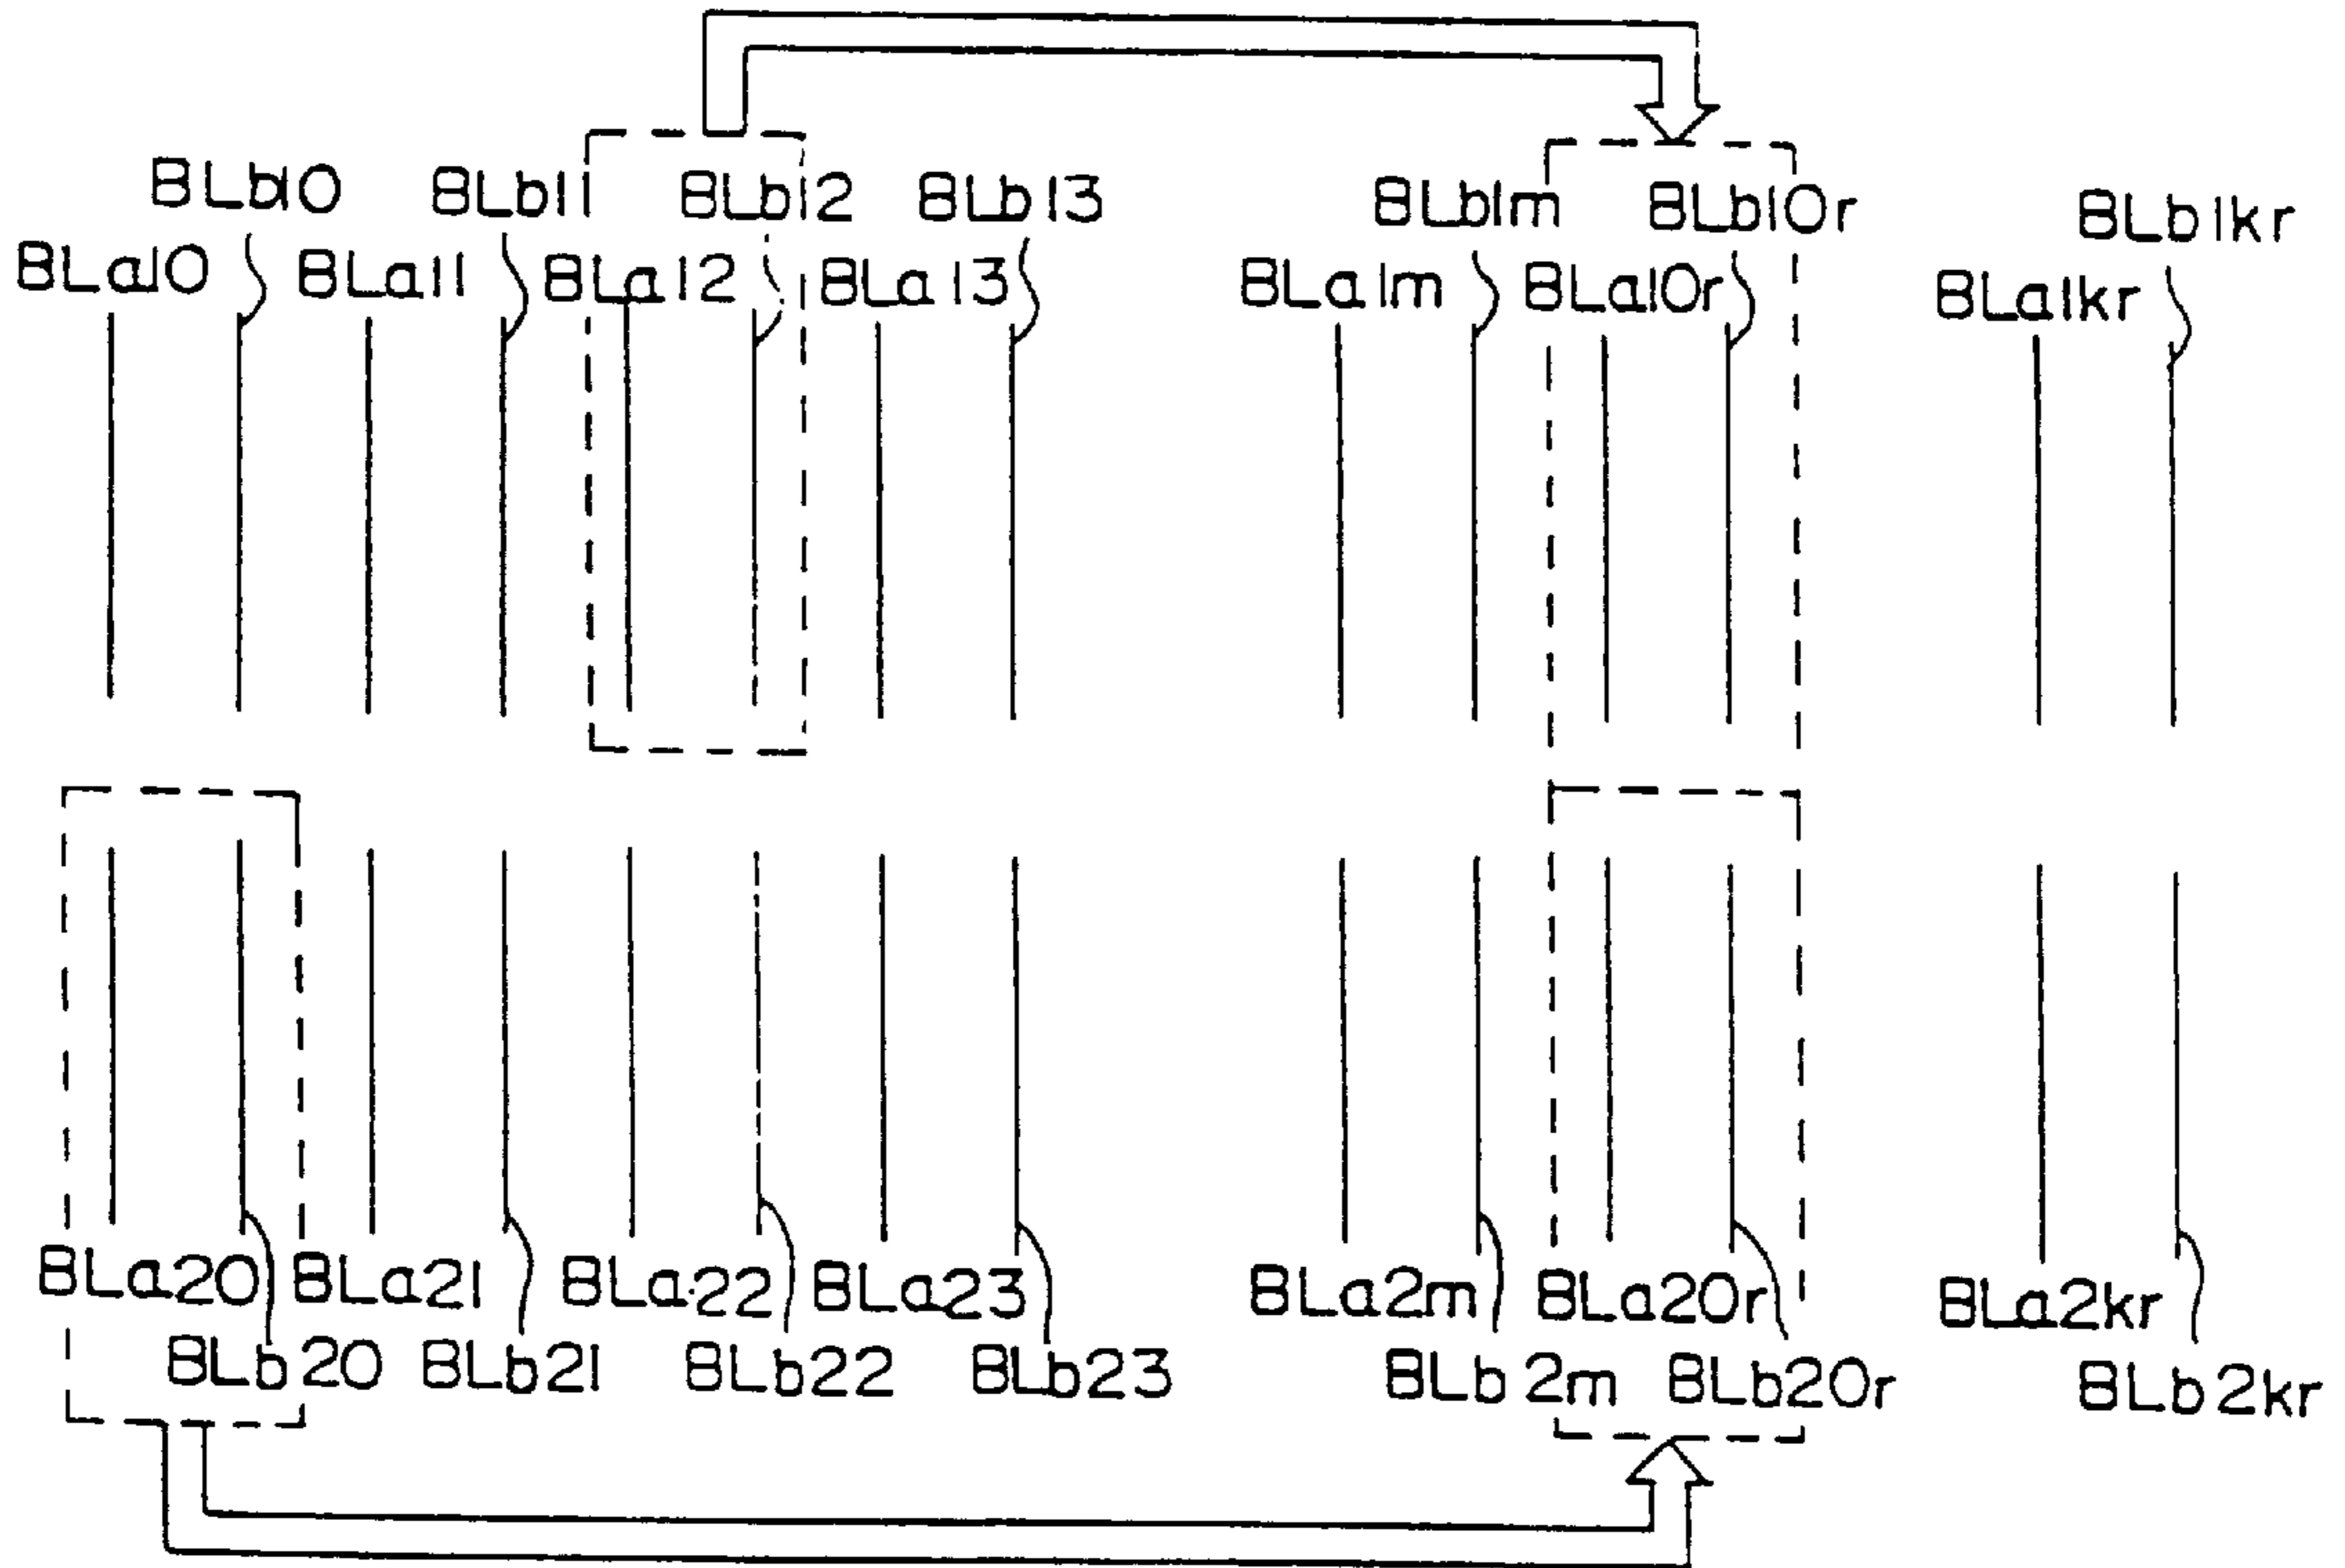 BLb10 BLb11 BLb12 BLb13 BLb1m BLb10r BLb1kr
BLa10 BLa11 BLa12 BLa13 BLa1m BLa10r BLa1kr
BLa20 BLa21 BLa22 BLa23 BLa2m BLa20r BLa2kr
BLb20 BLb21 BLb22 BLb23 BLb2m BLb20r BLb2kr